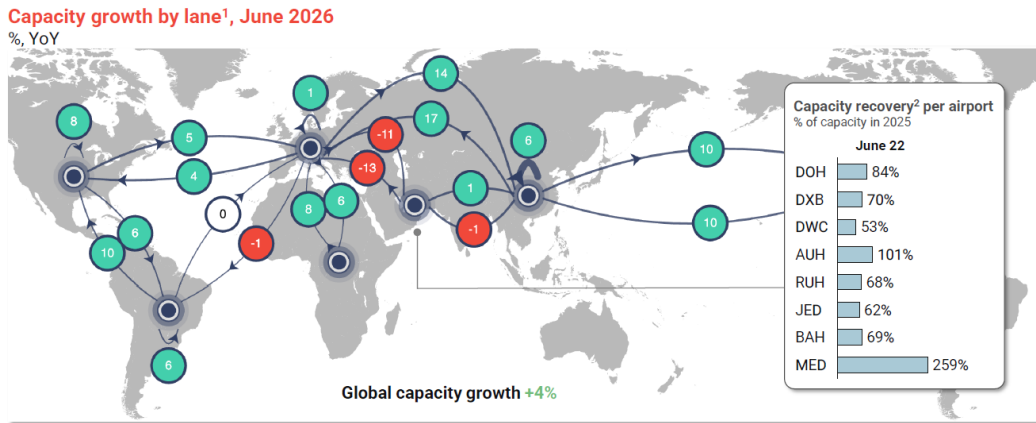 Capacity growth by lane¹, June 2026
%, YoY
8
5
4
0
-1
6
10
6
1
14
17
-11
-13
8
6
1
-1
6
10
10
Capacity recovery² per airport
% of capacity in 2025
June 22
DOH 84%
DXB 70%
DWC 53%
AUH 101%
RUH 68%
JED 62%
BAH 69%
MED 259%
Global capacity growth +4%